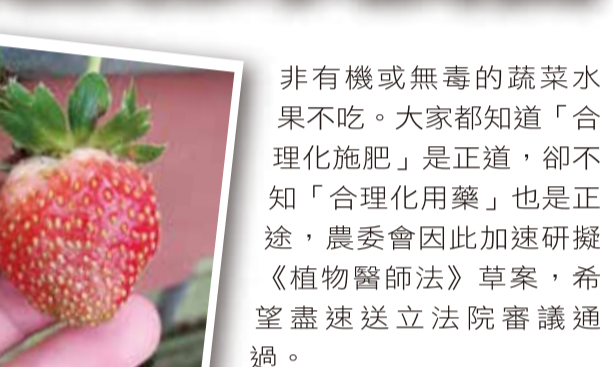 非有機或無毒的蔬菜水
果不吃。大家都知道「合
理化施肥」是正道，卻不
知「合理化用藥」也是正
途，農委會因此加速研擬
《植物醫師法》草案，希
望盡速送立法院審議通
過。